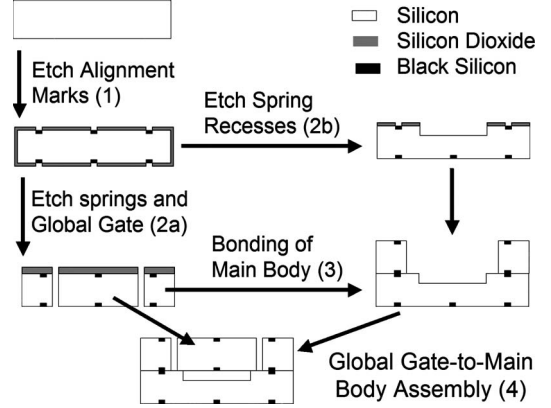 Silicon
Silicon Dioxide
Black Silicon
Etch Alignment
Marks (1)
Etch Spring
Recesses (2b)
Etch springs and
Global Gate (2a)
Bonding of
Main Body (3)
Global Gate-to-Main
Body Assembly (4)